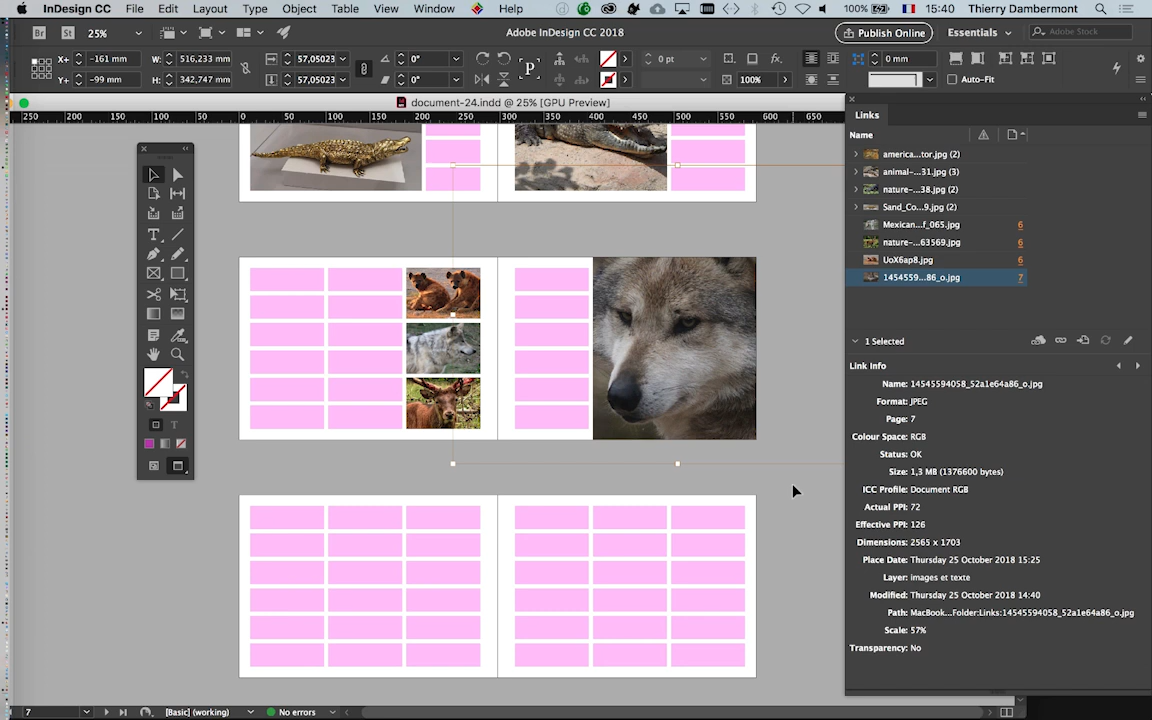 InDesign CC File Edit Layout Type Object Table View Window Help 100% 15:40 Thierry Dambermont
Br St 25% Adobe InDesign CC 2018 Publish Online Essentials Adobe Stock
X: -161 mm W: 516,233 mm 57,05023 0° 0 pt fx. 0 mm
Y: -99 mm H: 342,747 mm 57,05023 0° P 100% Auto-Fit
document-24.indd @ 25% [GPU Preview]
250 200 150 100 50 0 50 100 150 200 250 300 350 400 450 500 550 600 650
Links
Name
america...tor.jpg (2)
animal-...31.jpg (3)
nature-...38.jpg (2)
Sand_Co...9.jpg (2)
Mexican...f_065.jpg 6
nature-...63569.jpg 6
UoX6ap8.jpg 6
1454559...86_o.jpg 7
1 Selected
Link Info
Name: 14545594058_52a1e64a86_o.jpg
Format: JPEG
Page: 7
Colour Space: RGB
Status: OK
Size: 1,3 MB (1376600 bytes)
ICC Profile: Document RGB
Actual PPI: 72
Effective PPI: 126
Dimensions: 2565 x 1703
Place Date: Thursday 25 October 2018 15:25
Layer: images et texte
Modified: Thursday 25 October 2018 14:40
Path: MacBook...Folder:Links:14545594058_52a1e64a86_o.jpg
Scale: 57%
Transparency: No
7 [Basic] (working) No errors